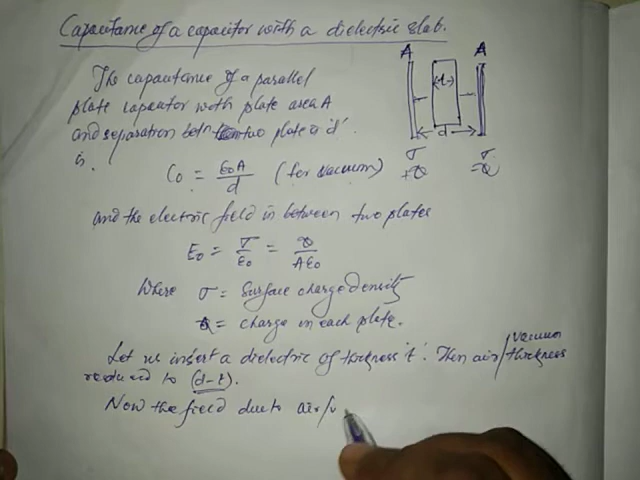 Capacitance of a capacitor with a dielectric slab.
The capacitance of a parallel
plate capacitor with plate area A
and separation betn two plate is 'd'.
is.
A A
t
d
σ σ
+Q -Q
C0 = ε0A/d (for vacuum)
and the electric field in between two plates
E0 = σ/ε0 = Q/Aε0
Where σ = Surface charge density
Q = charge in each plate.
Let us insert a dielectric of thickness 't'. Then air/vacuum thickness
reduced to (d-t).
Now the field due to air/v